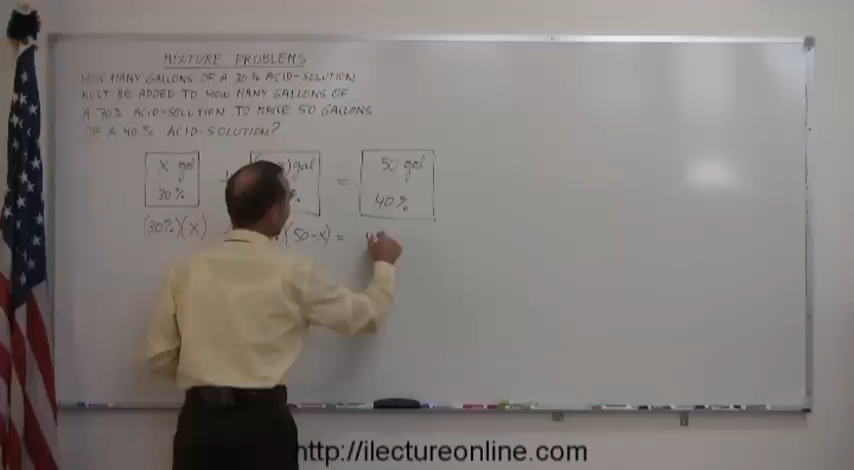 MIXTURE PROBLEMS
HOW MANY GALLONS OF A 30% ACID-SOLUTION
MUST BE ADDED TO HOW MANY GALLONS OF
A 70% ACID-SOLUTION TO MAKE 50 GALLONS
OF A 40% ACID-SOLUTION?
X gal
) gal
50 gal
30%
=
40%
(30%)(X)
)(50-X) =
http://ilectureonline.com